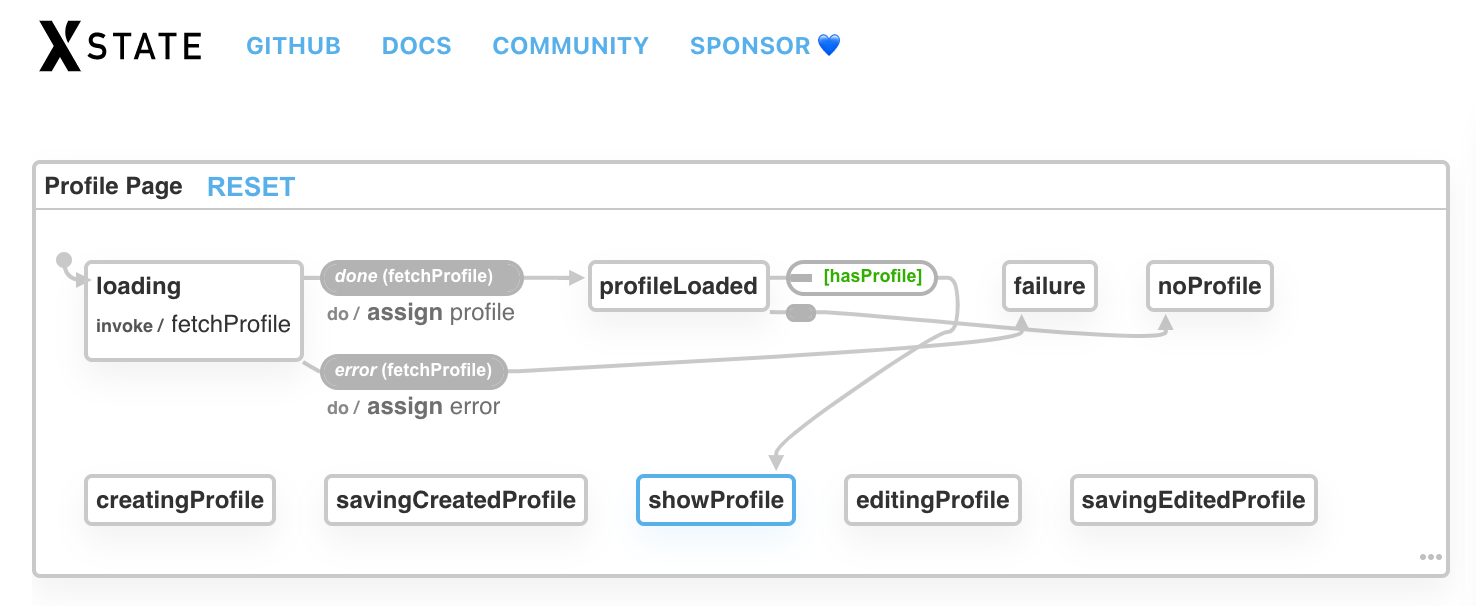 XSTATE GITHUB DOCS COMMUNITY SPONSOR 💙
Profile Page RESET
loading
invoke / fetchProfile
done (fetchProfile)
do / assign profile
error (fetchProfile)
do / assign error
profileLoaded
[hasProfile]
failure
noProfile
creatingProfile
savingCreatedProfile
showProfile
editingProfile
savingEditedProfile